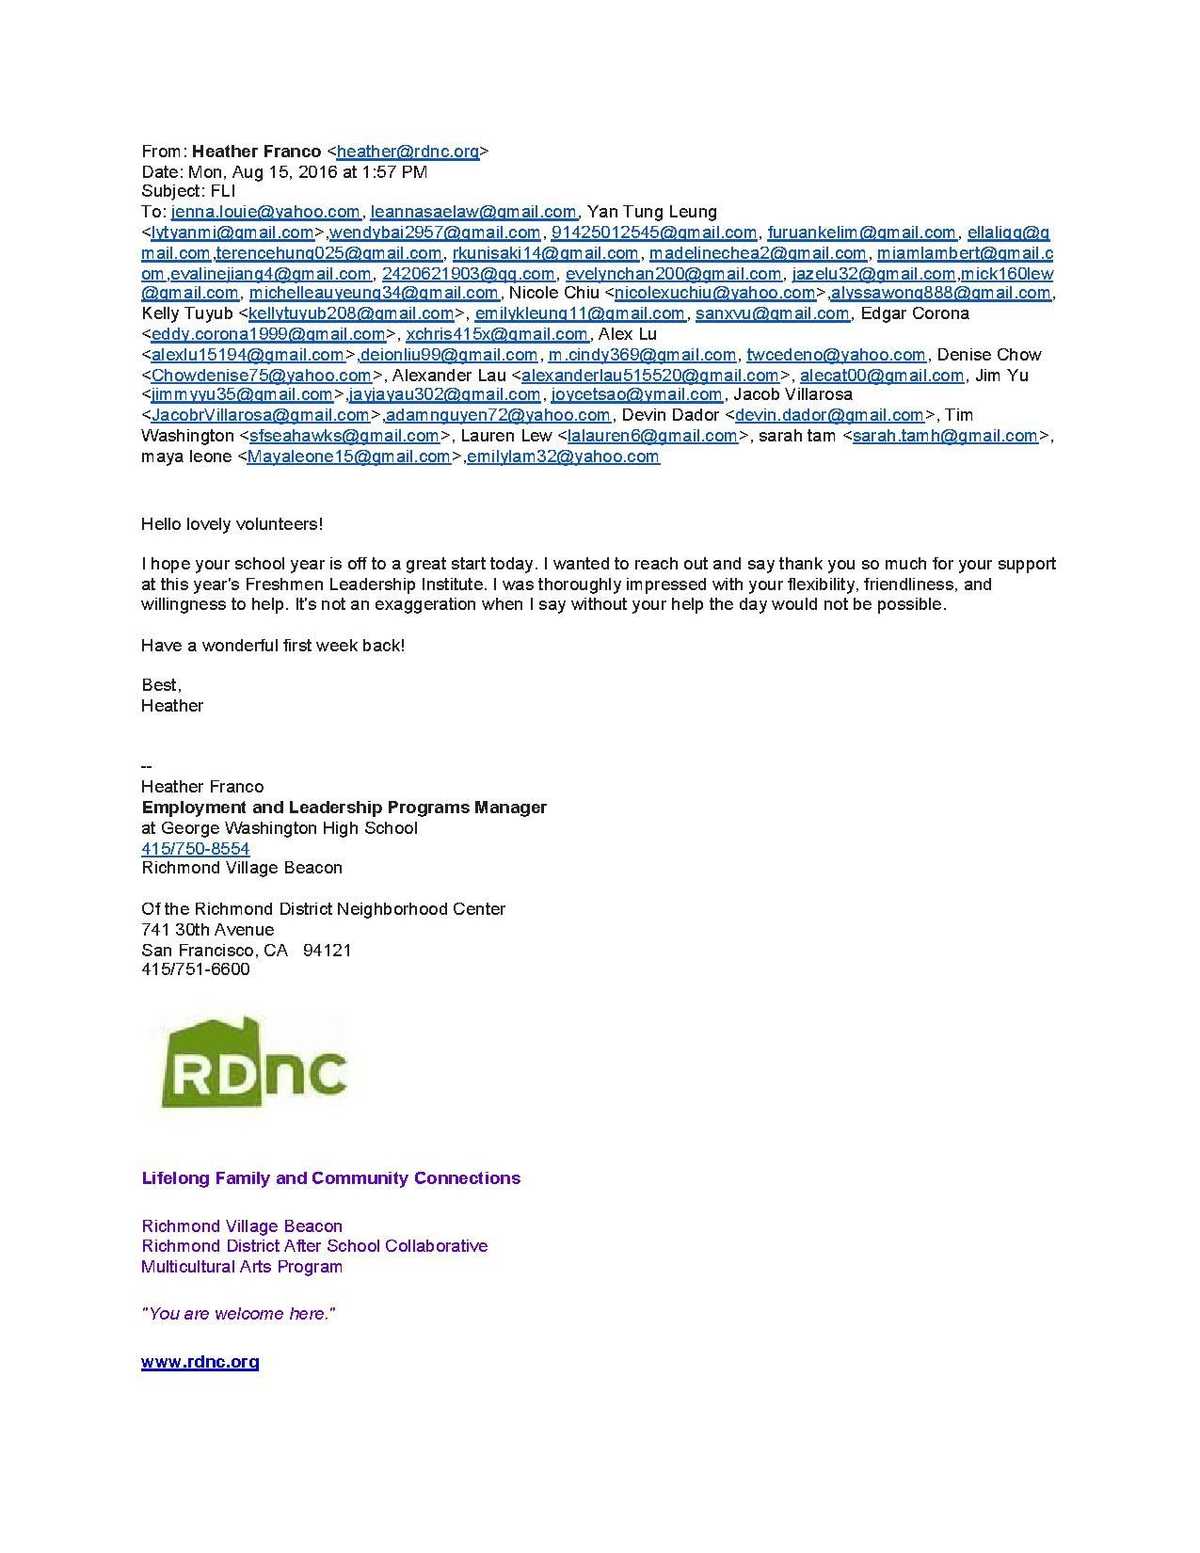 From: Heather Franco <heather@rdnc.org>
Date: Mon, Aug 15, 2016 at 1:57 PM
Subject: FLI
To: jenna.louie@yahoo.com, leannasaelaw@gmail.com, Yan Tung Leung
<lytyanmi@gmail.com>,wendybai2957@gmail.com, 91425012545@gmail.com, furuankelim@gmail.com, ellaligg@g
mail.com,terencehung025@gmail.com, rkunisaki14@gmail.com, madelinechea2@gmail.com, miamlambert@gmail.c
om,evalinejiang4@gmail.com, 2420621903@qq.com, evelynchan200@gmail.com, jazelu32@gmail.com,mick160lew
@gmail.com, michelleauyeung34@gmail.com, Nicole Chiu <nicolexuchiu@yahoo.com>,alyssawong888@gmail.com,
Kelly Tuyub <kellytuyub208@gmail.com>, emilykleung11@gmail.com, sanxvu@gmail.com, Edgar Corona
<eddy.corona1999@gmail.com>, xchris415x@gmail.com, Alex Lu
<alexlu15194@gmail.com>,deionliu99@gmail.com, m.cindy369@gmail.com, twcedeno@yahoo.com, Denise Chow
<Chowdenise75@yahoo.com>, Alexander Lau <alexanderlau515520@gmail.com>, alecat00@gmail.com, Jim Yu
<jimmyyu35@gmail.com>,jayjayau302@gmail.com, joycetsao@ymail.com, Jacob Villarosa
<JacobrVillarosa@gmail.com>,adamnguyen72@yahoo.com, Devin Dador <devin.dador@gmail.com>, Tim
Washington <sfseahawks@gmail.com>, Lauren Lew <lalauren6@gmail.com>, sarah tam <sarah.tamh@gmail.com>,
maya leone <Mayaleone15@gmail.com>,emilylam32@yahoo.com
Hello lovely volunteers!
I hope your school year is off to a great start today. I wanted to reach out and say thank you so much for your support
at this year's Freshmen Leadership Institute. I was thoroughly impressed with your flexibility, friendliness, and
willingness to help. It's not an exaggeration when I say without your help the day would not be possible.
Have a wonderful first week back!
Best,
Heather
--
Heather Franco
Employment and Leadership Programs Manager
at George Washington High School
415/750-8554
Richmond Village Beacon
Of the Richmond District Neighborhood Center
741 30th Avenue
San Francisco, CA   94121
415/751-6600
RDnc
Lifelong Family and Community Connections
Richmond Village Beacon
Richmond District After School Collaborative
Multicultural Arts Program
"You are welcome here."
www.rdnc.org